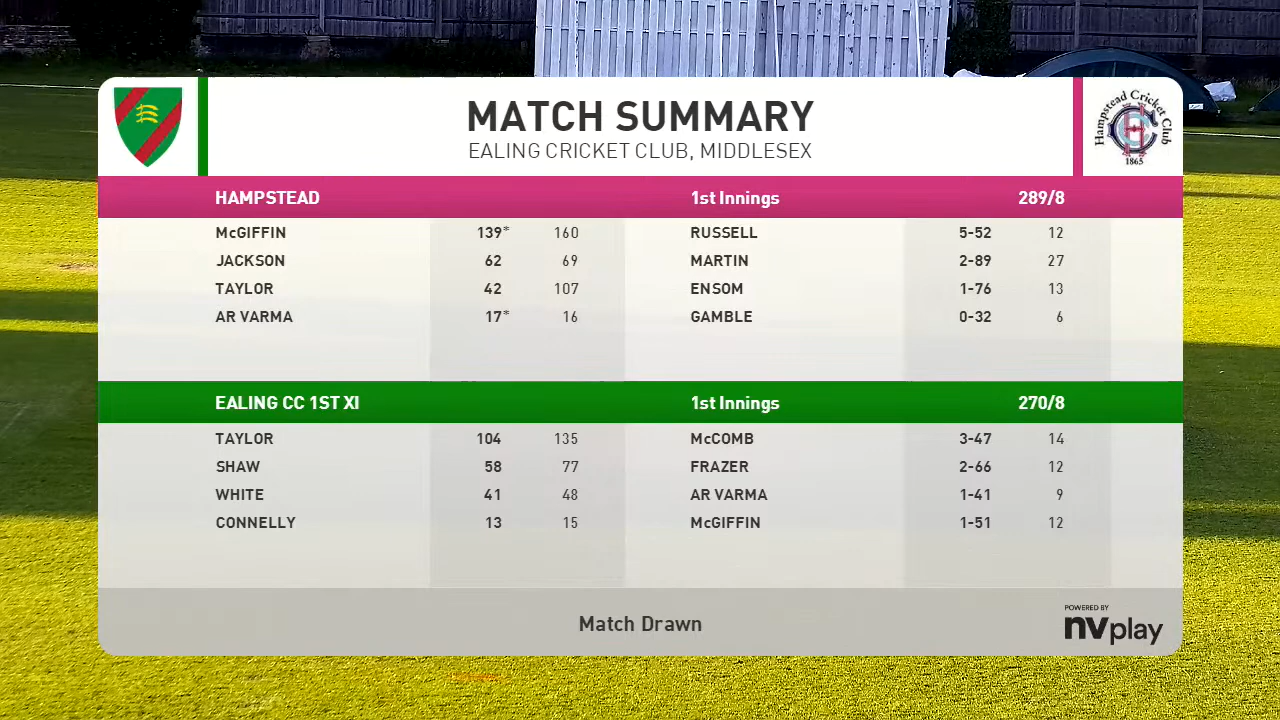 MATCH SUMMARY
EALING CRICKET CLUB, MIDDLESEX
Hampstead Cricket Club
1865
HAMPSTEAD 1st Innings 289/8
McGIFFIN 139* 160 RUSSELL 5-52 12
JACKSON 62 69 MARTIN 2-89 27
TAYLOR 42 107 ENSOM 1-76 13
AR VARMA 17* 16 GAMBLE 0-32 6
EALING CC 1ST XI 1st Innings 270/8
TAYLOR 104 135 McCOMB 3-47 14
SHAW 58 77 FRAZER 2-66 12
WHITE 41 48 AR VARMA 1-41 9
CONNELLY 13 15 McGIFFIN 1-51 12
Match Drawn
POWERED BY
nvplay